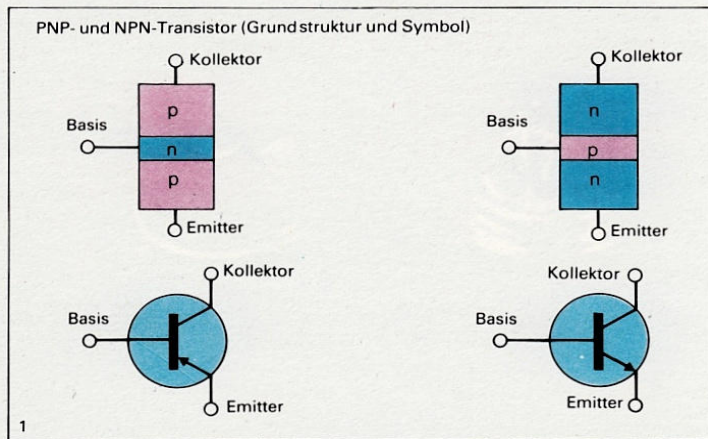 PNP- und NPN-Transistor (Grundstruktur und Symbol)
Kollektor
p
Basis
n
p
Emitter
Kollektor
n
Basis
p
n
Emitter
Kollektor
Basis
Emitter
Kollektor
Basis
Emitter
1